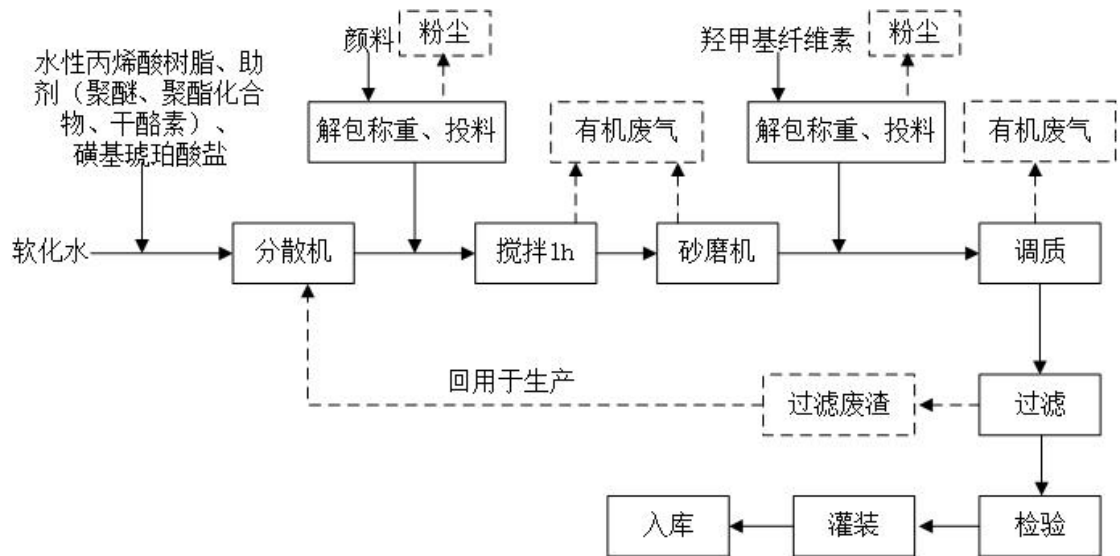 颜料
粉尘
羟甲基纤维素
粉尘
水性丙烯酸树脂、助
剂（聚醚、聚酯化合
物、干酪素）、
磺基琥珀酸盐
解包称重、投料
有机废气
解包称重、投料
有机废气
软化水
分散机
搅拌1h
砂磨机
调质
回用于生产
过滤废渣
过滤
入库
灌装
检验